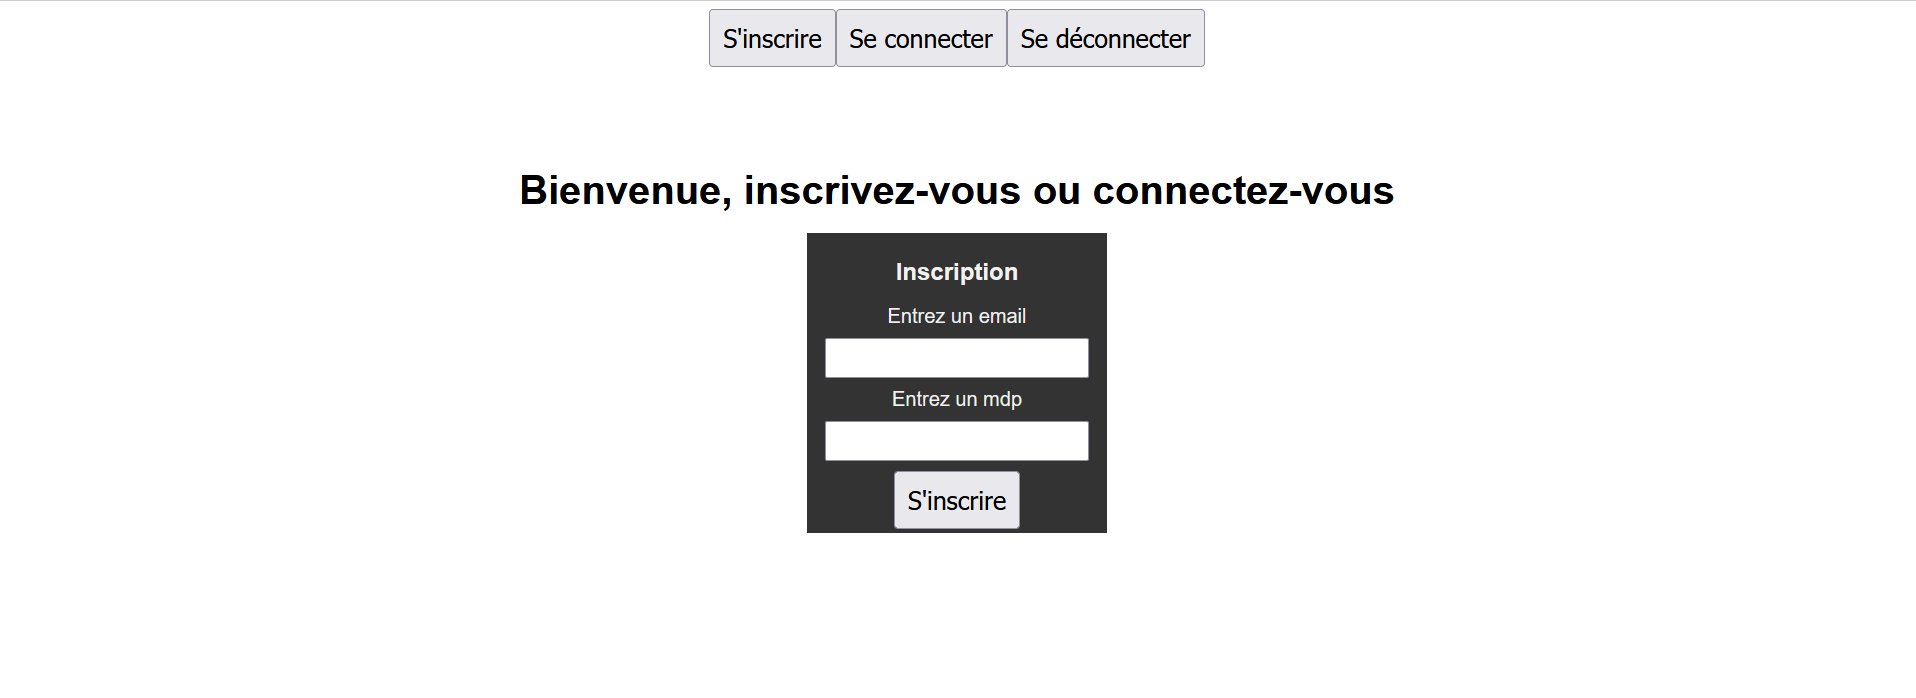 S'inscrire Se connecter Se déconnecter
Bienvenue, inscrivez-vous ou connectez-vous
Inscription
Entrez un email
Entrez un mdp
S'inscrire